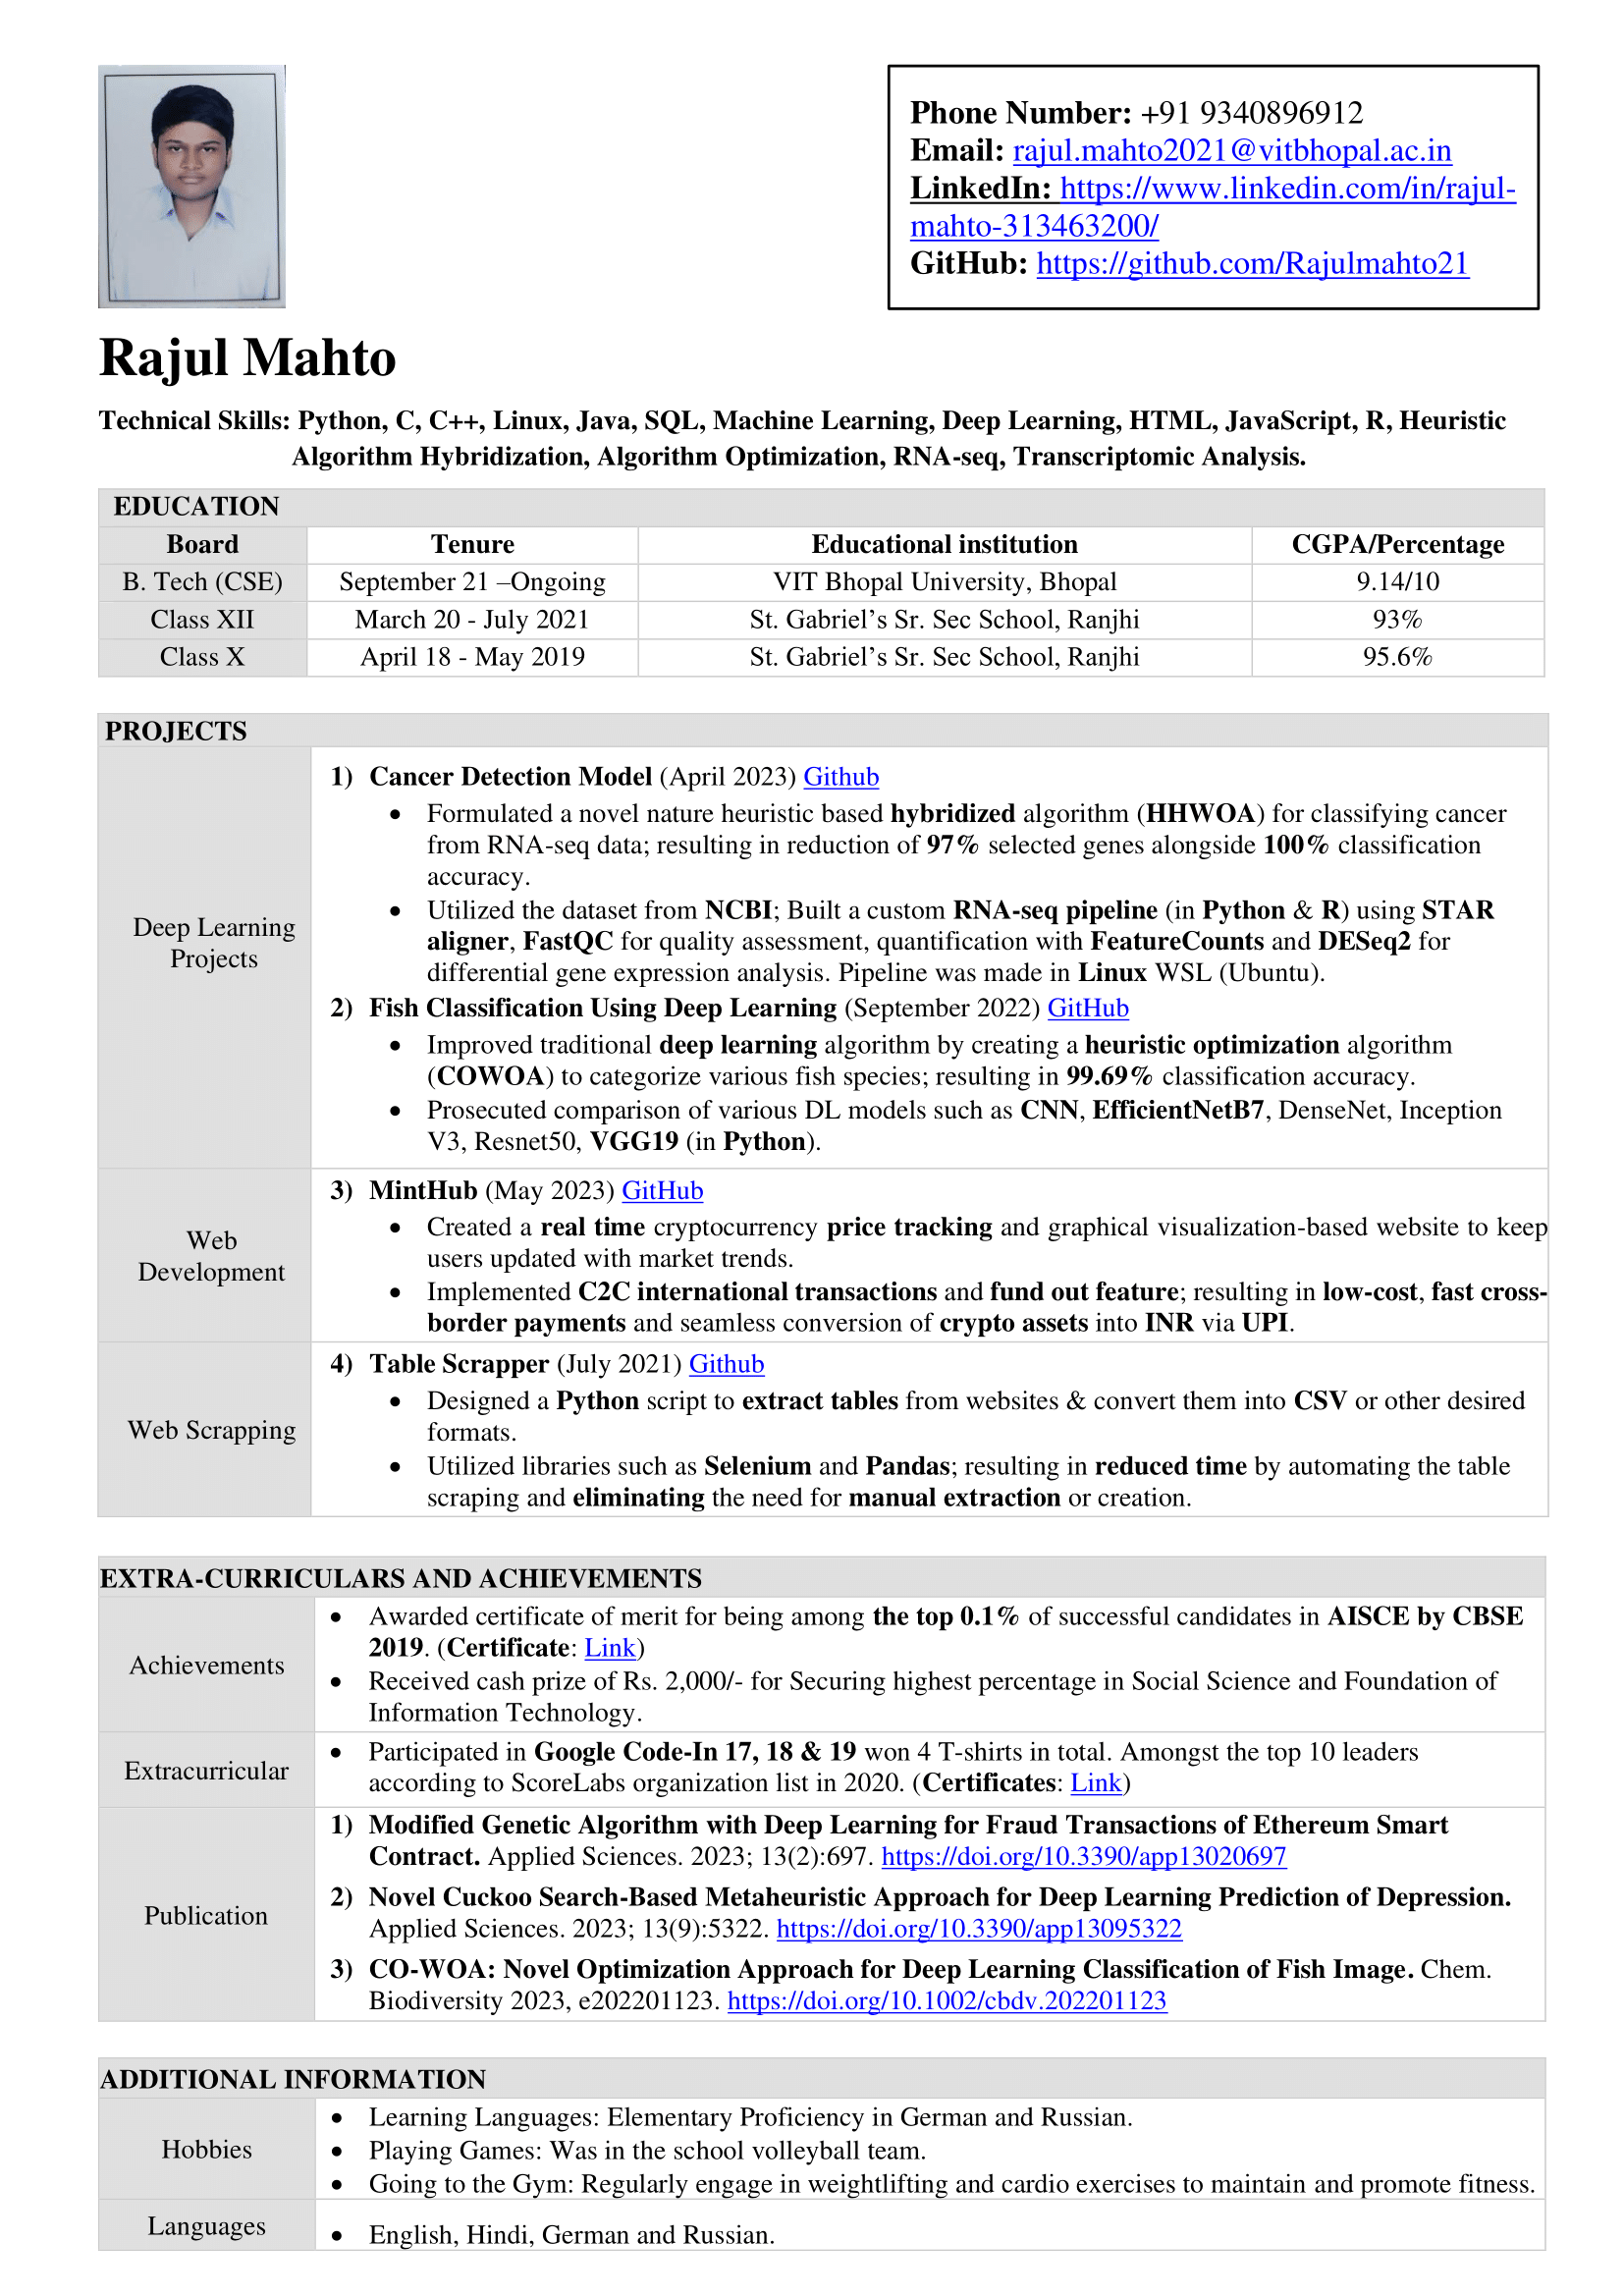 Phone Number: +91 9340896912
Email: rajul.mahto2021@vitbhopal.ac.in
LinkedIn: https://www.linkedin.com/in/rajul-
mahto-313463200/
GitHub: https://github.com/Rajulmahto21
Rajul Mahto
Technical Skills: Python, C, C++, Linux, Java, SQL, Machine Learning, Deep Learning, HTML, JavaScript, R, Heuristic
Algorithm Hybridization, Algorithm Optimization, RNA-seq, Transcriptomic Analysis.
EDUCATION
Board Tenure Educational institution CGPA/Percentage
B. Tech (CSE) September 21 –Ongoing VIT Bhopal University, Bhopal 9.14/10
Class XII March 20 - July 2021 St. Gabriel’s Sr. Sec School, Ranjhi 93%
Class X April 18 - May 2019 St. Gabriel’s Sr. Sec School, Ranjhi 95.6%
PROJECTS
Deep Learning
Projects
1) Cancer Detection Model (April 2023) Github
• Formulated a novel nature heuristic based hybridized algorithm (HHWOA) for classifying cancer
from RNA-seq data; resulting in reduction of 97% selected genes alongside 100% classification
accuracy.
• Utilized the dataset from NCBI; Built a custom RNA-seq pipeline (in Python & R) using STAR
aligner, FastQC for quality assessment, quantification with FeatureCounts and DESeq2 for
differential gene expression analysis. Pipeline was made in Linux WSL (Ubuntu).
2) Fish Classification Using Deep Learning (September 2022) GitHub
• Improved traditional deep learning algorithm by creating a heuristic optimization algorithm
(COWOA) to categorize various fish species; resulting in 99.69% classification accuracy.
• Prosecuted comparison of various DL models such as CNN, EfficientNetB7, DenseNet, Inception
V3, Resnet50, VGG19 (in Python).
Web
Development
3) MintHub (May 2023) GitHub
• Created a real time cryptocurrency price tracking and graphical visualization-based website to keep
users updated with market trends.
• Implemented C2C international transactions and fund out feature; resulting in low-cost, fast cross-
border payments and seamless conversion of crypto assets into INR via UPI.
Web Scrapping
4) Table Scrapper (July 2021) Github
• Designed a Python script to extract tables from websites & convert them into CSV or other desired
formats.
• Utilized libraries such as Selenium and Pandas; resulting in reduced time by automating the table
scraping and eliminating the need for manual extraction or creation.
EXTRA-CURRICULARS AND ACHIEVEMENTS
Achievements
• Awarded certificate of merit for being among the top 0.1% of successful candidates in AISCE by CBSE
2019. (Certificate: Link)
• Received cash prize of Rs. 2,000/- for Securing highest percentage in Social Science and Foundation of
Information Technology.
Extracurricular
• Participated in Google Code-In 17, 18 & 19 won 4 T-shirts in total. Amongst the top 10 leaders
according to ScoreLabs organization list in 2020. (Certificates: Link)
Publication
1) Modified Genetic Algorithm with Deep Learning for Fraud Transactions of Ethereum Smart
Contract. Applied Sciences. 2023; 13(2):697. https://doi.org/10.3390/app13020697
2) Novel Cuckoo Search-Based Metaheuristic Approach for Deep Learning Prediction of Depression.
Applied Sciences. 2023; 13(9):5322. https://doi.org/10.3390/app13095322
3) CO-WOA: Novel Optimization Approach for Deep Learning Classification of Fish Image. Chem.
Biodiversity 2023, e202201123. https://doi.org/10.1002/cbdv.202201123
ADDITIONAL INFORMATION
Hobbies
• Learning Languages: Elementary Proficiency in German and Russian.
• Playing Games: Was in the school volleyball team.
• Going to the Gym: Regularly engage in weightlifting and cardio exercises to maintain and promote fitness.
Languages
• English, Hindi, German and Russian.